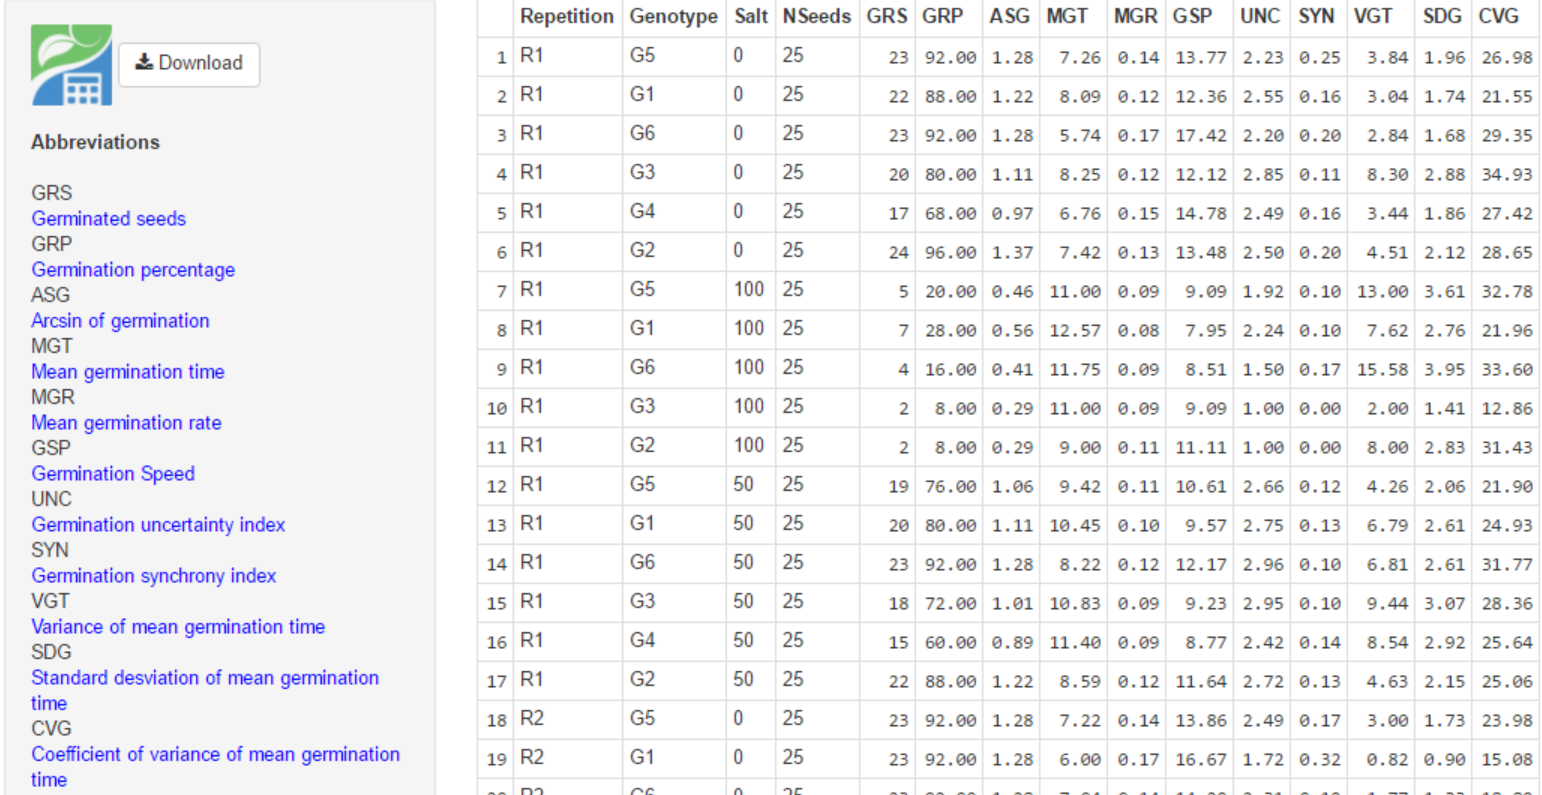 Download
Abbreviations
GRS
Germinated seeds
GRP
Germination percentage
ASG
Arcsin of germination
MGT
Mean germination time
MGR
Mean germination rate
GSP
Germination Speed
UNC
Germination uncertainty index
SYN
Germination synchrony index
VGT
Variance of mean germination time
SDG
Standard desviation of mean germination
time
CVG
Coefficient of variance of mean germination
time
Repetition Genotype Salt NSeeds GRS GRP ASG MGT MGR GSP UNC SYN VGT SDG CVG
1 R1 G5 0 25 23 92.00 1.28 7.26 0.14 13.77 2.23 0.25 3.84 1.96 26.98
2 R1 G1 0 25 22 88.00 1.22 8.09 0.12 12.36 2.55 0.16 3.04 1.74 21.55
3 R1 G6 0 25 23 92.00 1.28 5.74 0.17 17.42 2.20 0.20 2.84 1.68 29.35
4 R1 G3 0 25 20 80.00 1.11 8.25 0.12 12.12 2.85 0.11 8.30 2.88 34.93
5 R1 G4 0 25 17 68.00 0.97 6.76 0.15 14.78 2.49 0.16 3.44 1.86 27.42
6 R1 G2 0 25 24 96.00 1.37 7.42 0.13 13.48 2.50 0.20 4.51 2.12 28.65
7 R1 G5 100 25 5 20.00 0.46 11.00 0.09 9.09 1.92 0.10 13.00 3.61 32.78
8 R1 G1 100 25 7 28.00 0.56 12.57 0.08 7.95 2.24 0.10 7.62 2.76 21.96
9 R1 G6 100 25 4 16.00 0.41 11.75 0.09 8.51 1.50 0.17 15.58 3.95 33.60
10 R1 G3 100 25 2 8.00 0.29 11.00 0.09 9.09 1.00 0.00 2.00 1.41 12.86
11 R1 G2 100 25 2 8.00 0.29 9.00 0.11 11.11 1.00 0.00 8.00 2.83 31.43
12 R1 G5 50 25 19 76.00 1.06 9.42 0.11 10.61 2.66 0.12 4.26 2.06 21.90
13 R1 G1 50 25 20 80.00 1.11 10.45 0.10 9.57 2.75 0.13 6.79 2.61 24.93
14 R1 G6 50 25 23 92.00 1.28 8.22 0.12 12.17 2.96 0.10 6.81 2.61 31.77
15 R1 G3 50 25 18 72.00 1.01 10.83 0.09 9.23 2.95 0.10 9.44 3.07 28.36
16 R1 G4 50 25 15 60.00 0.89 11.40 0.09 8.77 2.42 0.14 8.54 2.92 25.64
17 R1 G2 50 25 22 88.00 1.22 8.59 0.12 11.64 2.72 0.13 4.63 2.15 25.06
18 R2 G5 0 25 23 92.00 1.28 7.22 0.14 13.86 2.49 0.17 3.00 1.73 23.98
19 R2 G1 0 25 23 92.00 1.28 6.00 0.17 16.67 1.72 0.32 0.82 0.90 15.08